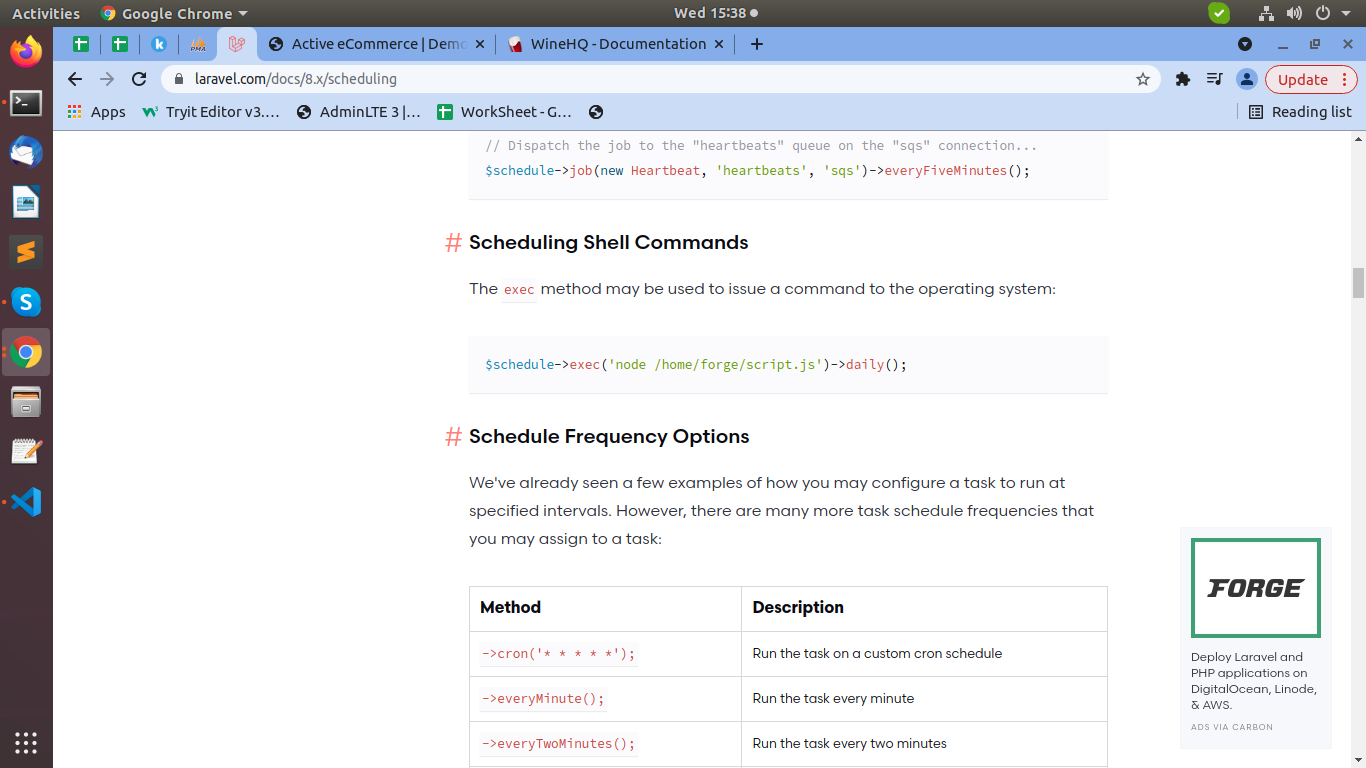 Activities
Google Chrome
Wed 15:38
PMA
Active eCommerce | Demo
WineHQ - Documentation
laravel.com/docs/8.x/scheduling
Update
Apps
Tryit Editor v3....
AdminLTE 3 |...
WorkSheet - G...
Reading list
// Dispatch the job to the "heartbeats" queue on the "sqs" connection...
$schedule->job(new Heartbeat, 'heartbeats', 'sqs')->everyFiveMinutes();
# Scheduling Shell Commands
The exec method may be used to issue a command to the operating system:
$schedule->exec('node /home/forge/script.js')->daily();
# Schedule Frequency Options
We've already seen a few examples of how you may configure a task to run at
specified intervals. However, there are many more task schedule frequencies that
you may assign to a task:
Method Description
->cron('* * * * *'); Run the task on a custom cron schedule
->everyMinute(); Run the task every minute
->everyTwoMinutes(); Run the task every two minutes
FORGE
Deploy Laravel and
PHP applications on
DigitalOcean, Linode,
& AWS.
ADS VIA CARBON